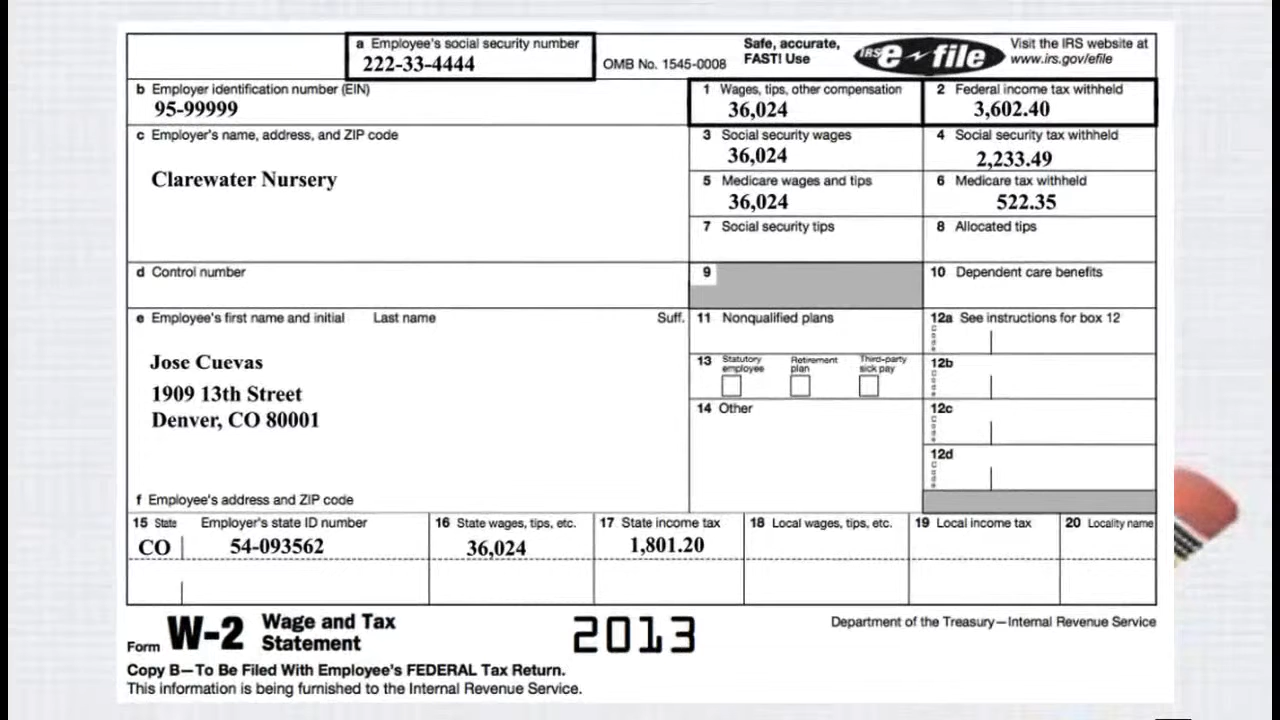 a Employee's social security number
222-33-4444
OMB No. 1545-0008
Safe, accurate,
FAST! Use
IRS e-file
Visit the IRS website at
www.irs.gov/efile
b Employer identification number (EIN)
95-99999
1 Wages, tips, other compensation
36,024
2 Federal income tax withheld
3,602.40
c Employer's name, address, and ZIP code
Clarewater Nursery
3 Social security wages
36,024
4 Social security tax withheld
2,233.49
5 Medicare wages and tips
36,024
6 Medicare tax withheld
522.35
7 Social security tips
8 Allocated tips
d Control number
9
10 Dependent care benefits
e Employee's first name and initial Last name Suff.
Jose Cuevas
1909 13th Street
Denver, CO 80001
11 Nonqualified plans
12a See instructions for box 12
Code
13 Statutory employee Retirement plan Third-party sick pay
12b
Code
14 Other
12c
Code
12d
Code
f Employee's address and ZIP code
15 State Employer's state ID number
CO 54-093562
16 State wages, tips, etc.
36,024
17 State income tax
1,801.20
18 Local wages, tips, etc.
19 Local income tax
20 Locality name
Form W-2 Wage and Tax
Statement
2013
Department of the Treasury—Internal Revenue Service
Copy B—To Be Filed With Employee's FEDERAL Tax Return.
This information is being furnished to the Internal Revenue Service.